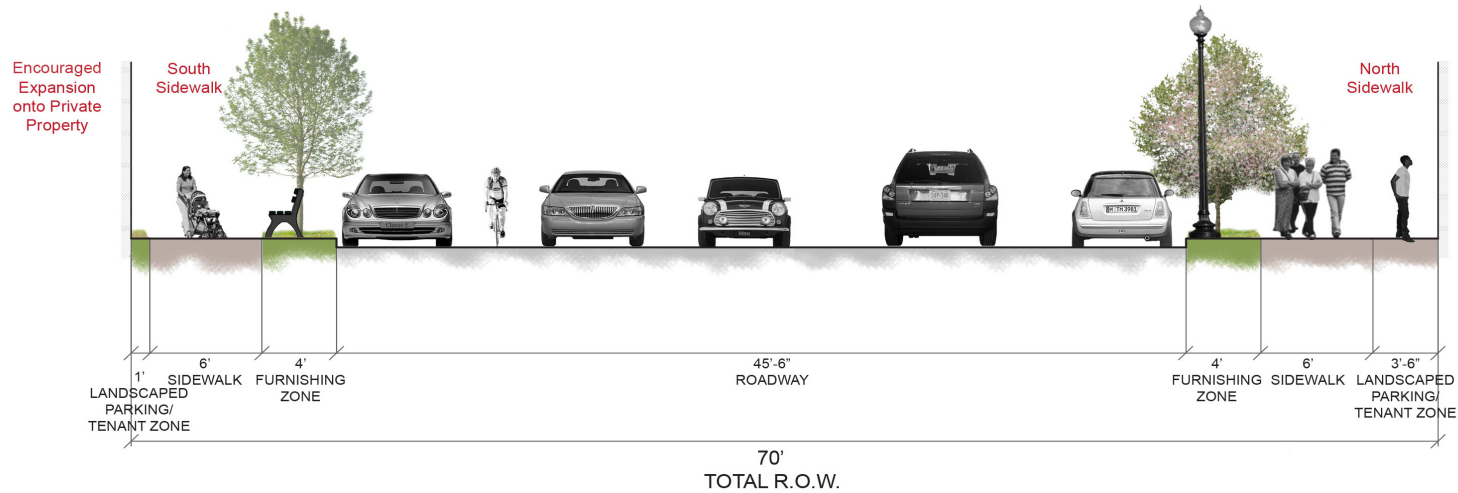 Encouraged
Expansion
onto Private
Property
South
Sidewalk
North
Sidewalk
1’
LANDSCAPED
PARKING/
TENANT ZONE
6’
SIDEWALK
4’
FURNISHING
ZONE
45’-6”
ROADWAY
4’
FURNISHING
ZONE
6’
SIDEWALK
3’-6”
LANDSCAPED
PARKING/
TENANT ZONE
70’
TOTAL R.O.W.